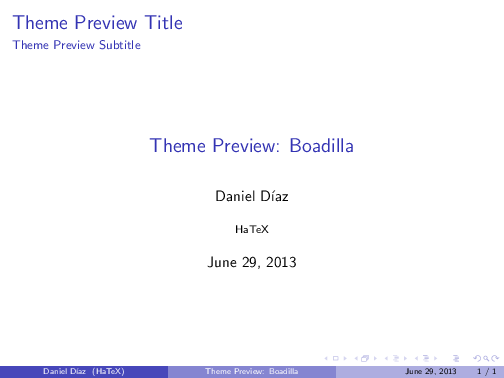 Theme Preview Title
Theme Preview Subtitle
Theme Preview: Boadilla
Daniel Díaz
HaTeX
June 29, 2013
Daniel Díaz (HaTeX) Theme Preview: Boadilla June 29, 2013 1 / 1